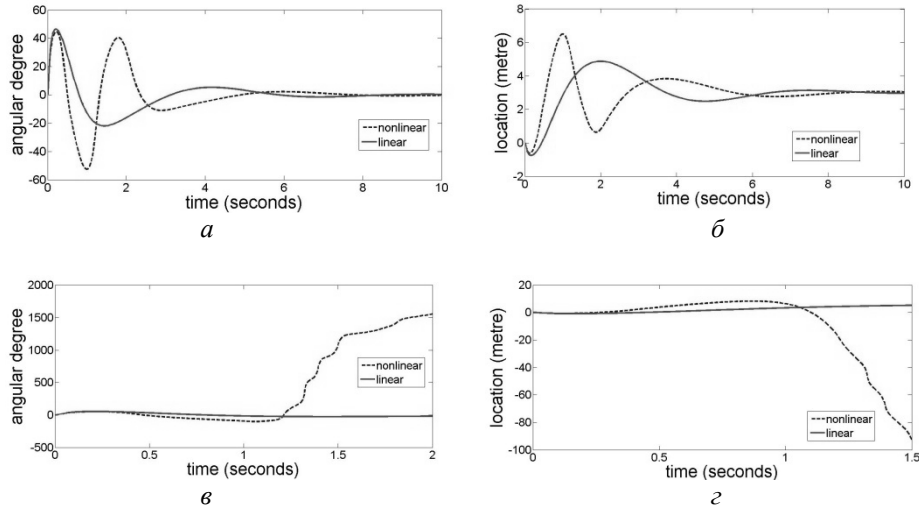 60
40
20
0
-20
-40
-60
angular degree
0 2 4 6 8 10
time (seconds)
nonlinear
linear
а
8
6
4
2
0
-2
location (metre)
0 2 4 6 8 10
time (seconds)
nonlinear
linear
б
2000
1500
1000
500
0
-500
angular degree
0 0.5 1 1.5 2
time (seconds)
nonlinear
linear
в
20
0
-20
-40
-60
-80
-100
location (metre)
0 0.5 1 1.5
time (seconds)
nonlinear
linear
г